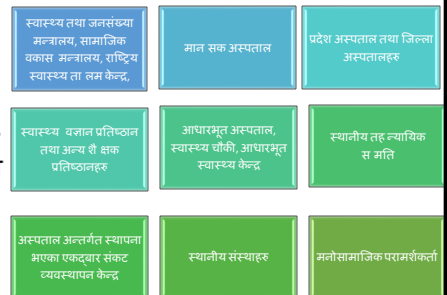 स्वास्थ्य तथा जनसंख्या
मन्त्रालय, सामाजिक
वकास मन्त्रालय, राष्ट्रिय
स्वास्थ्य ता लम केन्द्र,
मान सक अस्पताल
प्रदेश अस्पताल तथा जिल्ला
अस्पतालहरु
स्वास्थ्य वज्ञान प्रतिष्ठान
तथा अन्य शै क्षक
प्रतिष्ठानहरु
आधारभूत अस्पताल,
स्वास्थ्य चौकी, आधारभूत
स्वास्थ्य केन्द्र
स्थानीय तह न्यायिक
स मति
अस्पताल अन्तर्गत स्थापना
भएका एकद्बार संकट
व्यवस्थापन केन्द्र
स्थानीय संस्थाहरु
मनोसामाजिक परामर्शकर्ता